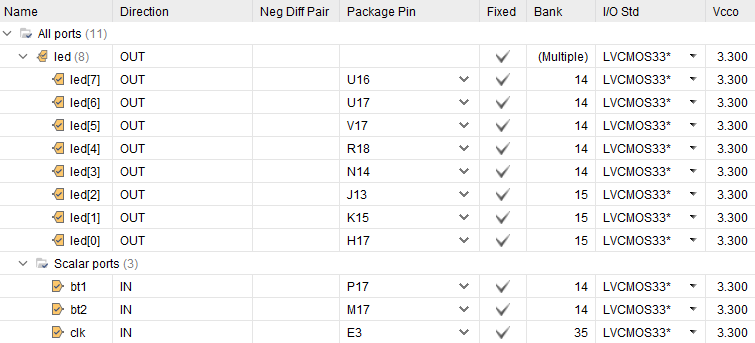 Name Direction Neg Diff Pair Package Pin Fixed Bank I/O Std Vcco
All ports (11)
led (8) OUT (Multiple) LVCMOS33* 3.300
led[7] OUT U16 14 LVCMOS33* 3.300
led[6] OUT U17 14 LVCMOS33* 3.300
led[5] OUT V17 14 LVCMOS33* 3.300
led[4] OUT R18 14 LVCMOS33* 3.300
led[3] OUT N14 14 LVCMOS33* 3.300
led[2] OUT J13 15 LVCMOS33* 3.300
led[1] OUT K15 15 LVCMOS33* 3.300
led[0] OUT H17 15 LVCMOS33* 3.300
Scalar ports (3)
bt1 IN P17 14 LVCMOS33* 3.300
bt2 IN M17 14 LVCMOS33* 3.300
clk IN E3 35 LVCMOS33* 3.300